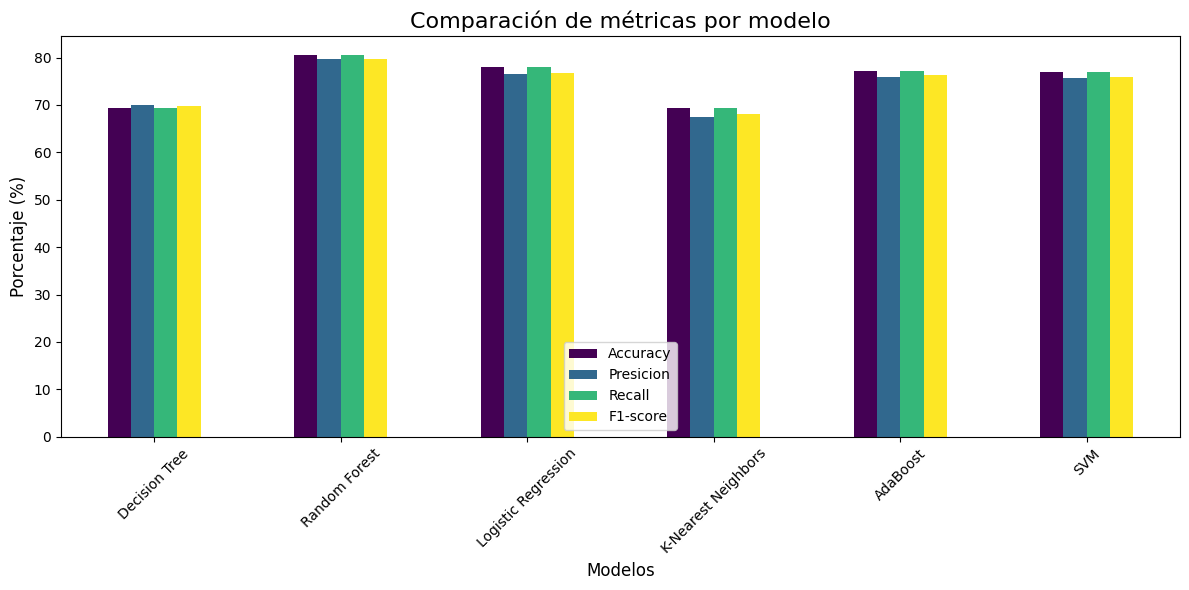 Comparación de métricas por modelo
Porcentaje (%)
80
70
60
50
40
30
20
10
0
Accuracy
Presicion
Recall
F1-score
Decision Tree
Random Forest
Logistic Regression
K-Nearest Neighbors
AdaBoost
SVM
Modelos